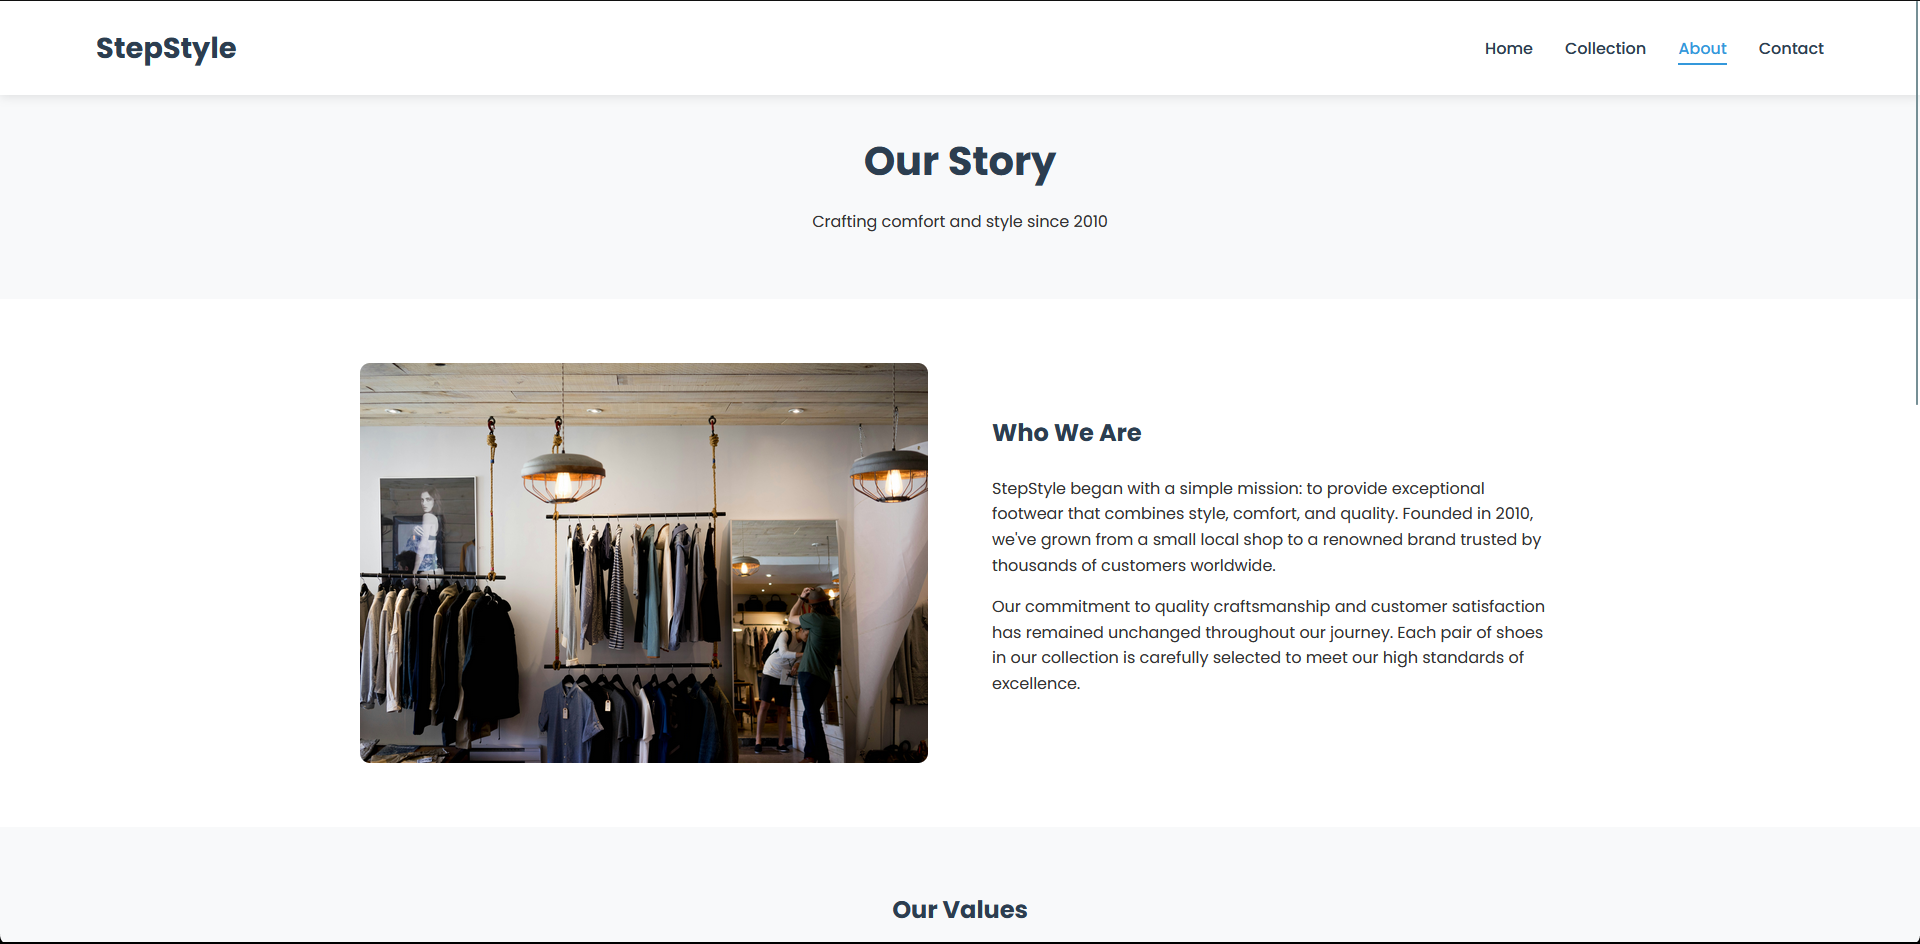 StepStyle
Home Collection About Contact
Our Story
Crafting comfort and style since 2010
Who We Are
StepStyle began with a simple mission: to provide exceptional
footwear that combines style, comfort, and quality. Founded in 2010,
we've grown from a small local shop to a renowned brand trusted by
thousands of customers worldwide.
Our commitment to quality craftsmanship and customer satisfaction
has remained unchanged throughout our journey. Each pair of shoes
in our collection is carefully selected to meet our high standards of
excellence.
Our Values